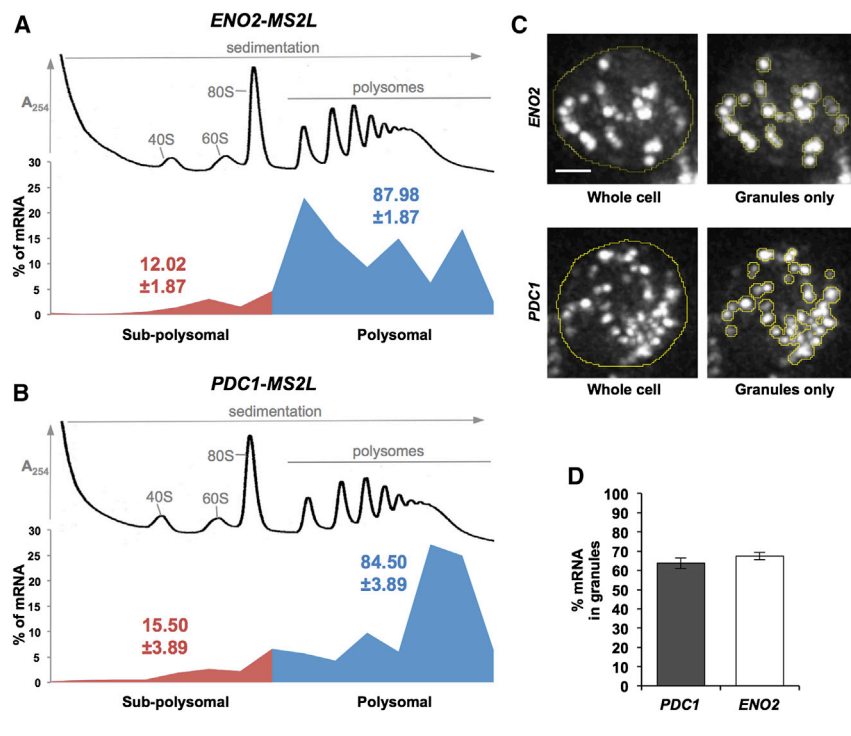 A
ENO2-MS2L
sedimentation
A254
40S
60S
80S
polysomes
% of mRNA
30
25
20
15
10
5
0
12.02
±1.87
87.98
±1.87
Sub-polysomal
Polysomal
B
PDC1-MS2L
sedimentation
A254
40S
60S
80S
polysomes
% of mRNA
30
25
20
15
10
5
0
15.50
±3.89
84.50
±3.89
Sub-polysomal
Polysomal
C
ENO2
Whole cell
Granules only
PDC1
Whole cell
Granules only
D
% mRNA
in granules
100
90
80
70
60
50
40
30
20
10
0
PDC1
ENO2